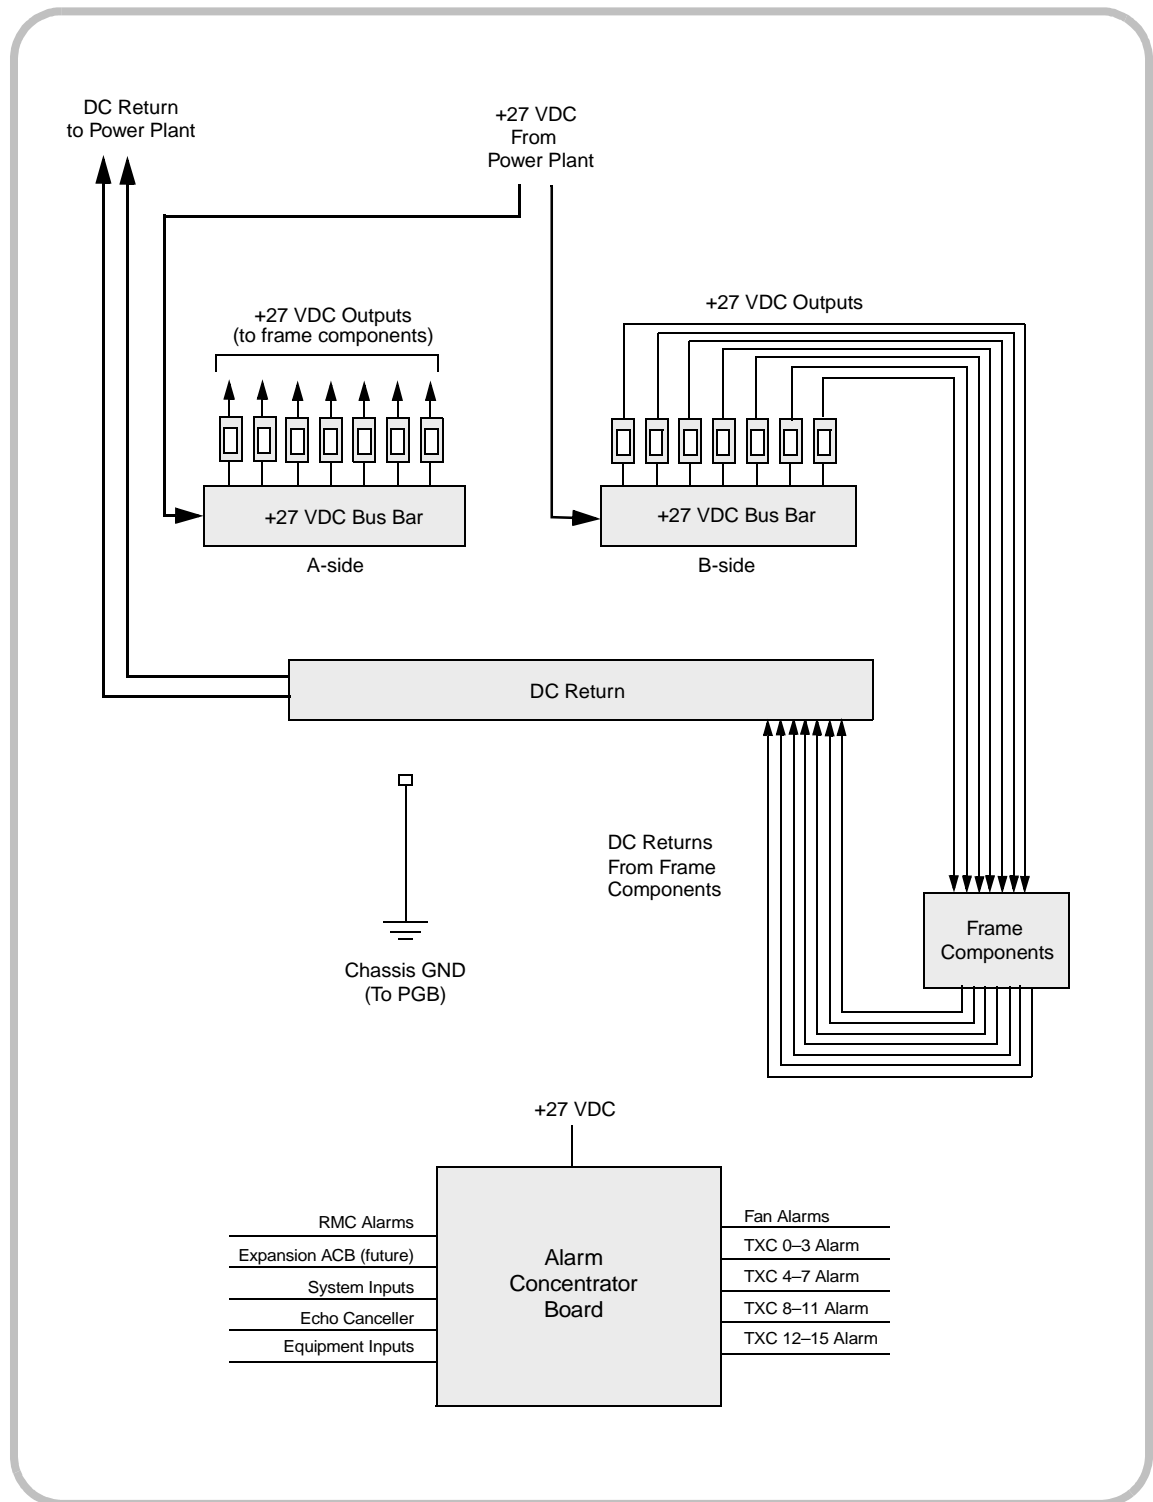 DC Return
to Power Plant
+27 VDC
From
Power Plant
+27 VDC Outputs
(to frame components)
+27 VDC Outputs
+27 VDC Bus Bar
A-side
+27 VDC Bus Bar
B-side
DC Return
DC Returns
From Frame
Components
Frame
Components
Chassis GND
(To PGB)
+27 VDC
RMC Alarms
Expansion ACB (future)
System Inputs
Echo Canceller
Equipment Inputs
Alarm
Concentrator
Board
Fan Alarms
TXC 0–3 Alarm
TXC 4–7 Alarm
TXC 8–11 Alarm
TXC 12–15 Alarm